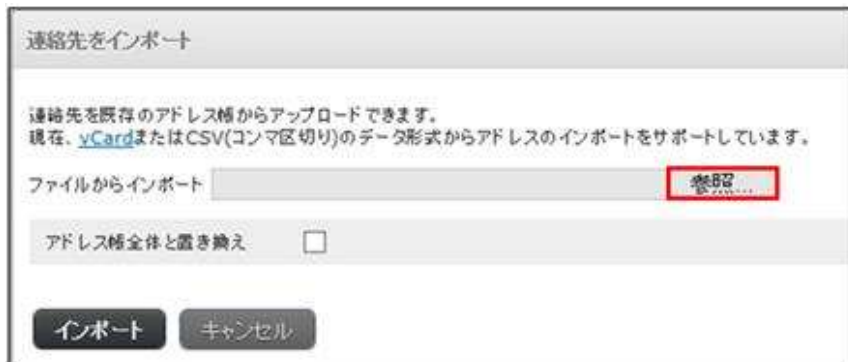 連絡先をインポート
連絡先を既存のアドレス帳からアップロードできます。
現在、vCardまたはCSV(コンマ区切り)のデータ形式からアドレスのインポートをサポートしています。
ファイルからインポート 参照...
アドレス帳全体と置き換え
インポート キャンセル